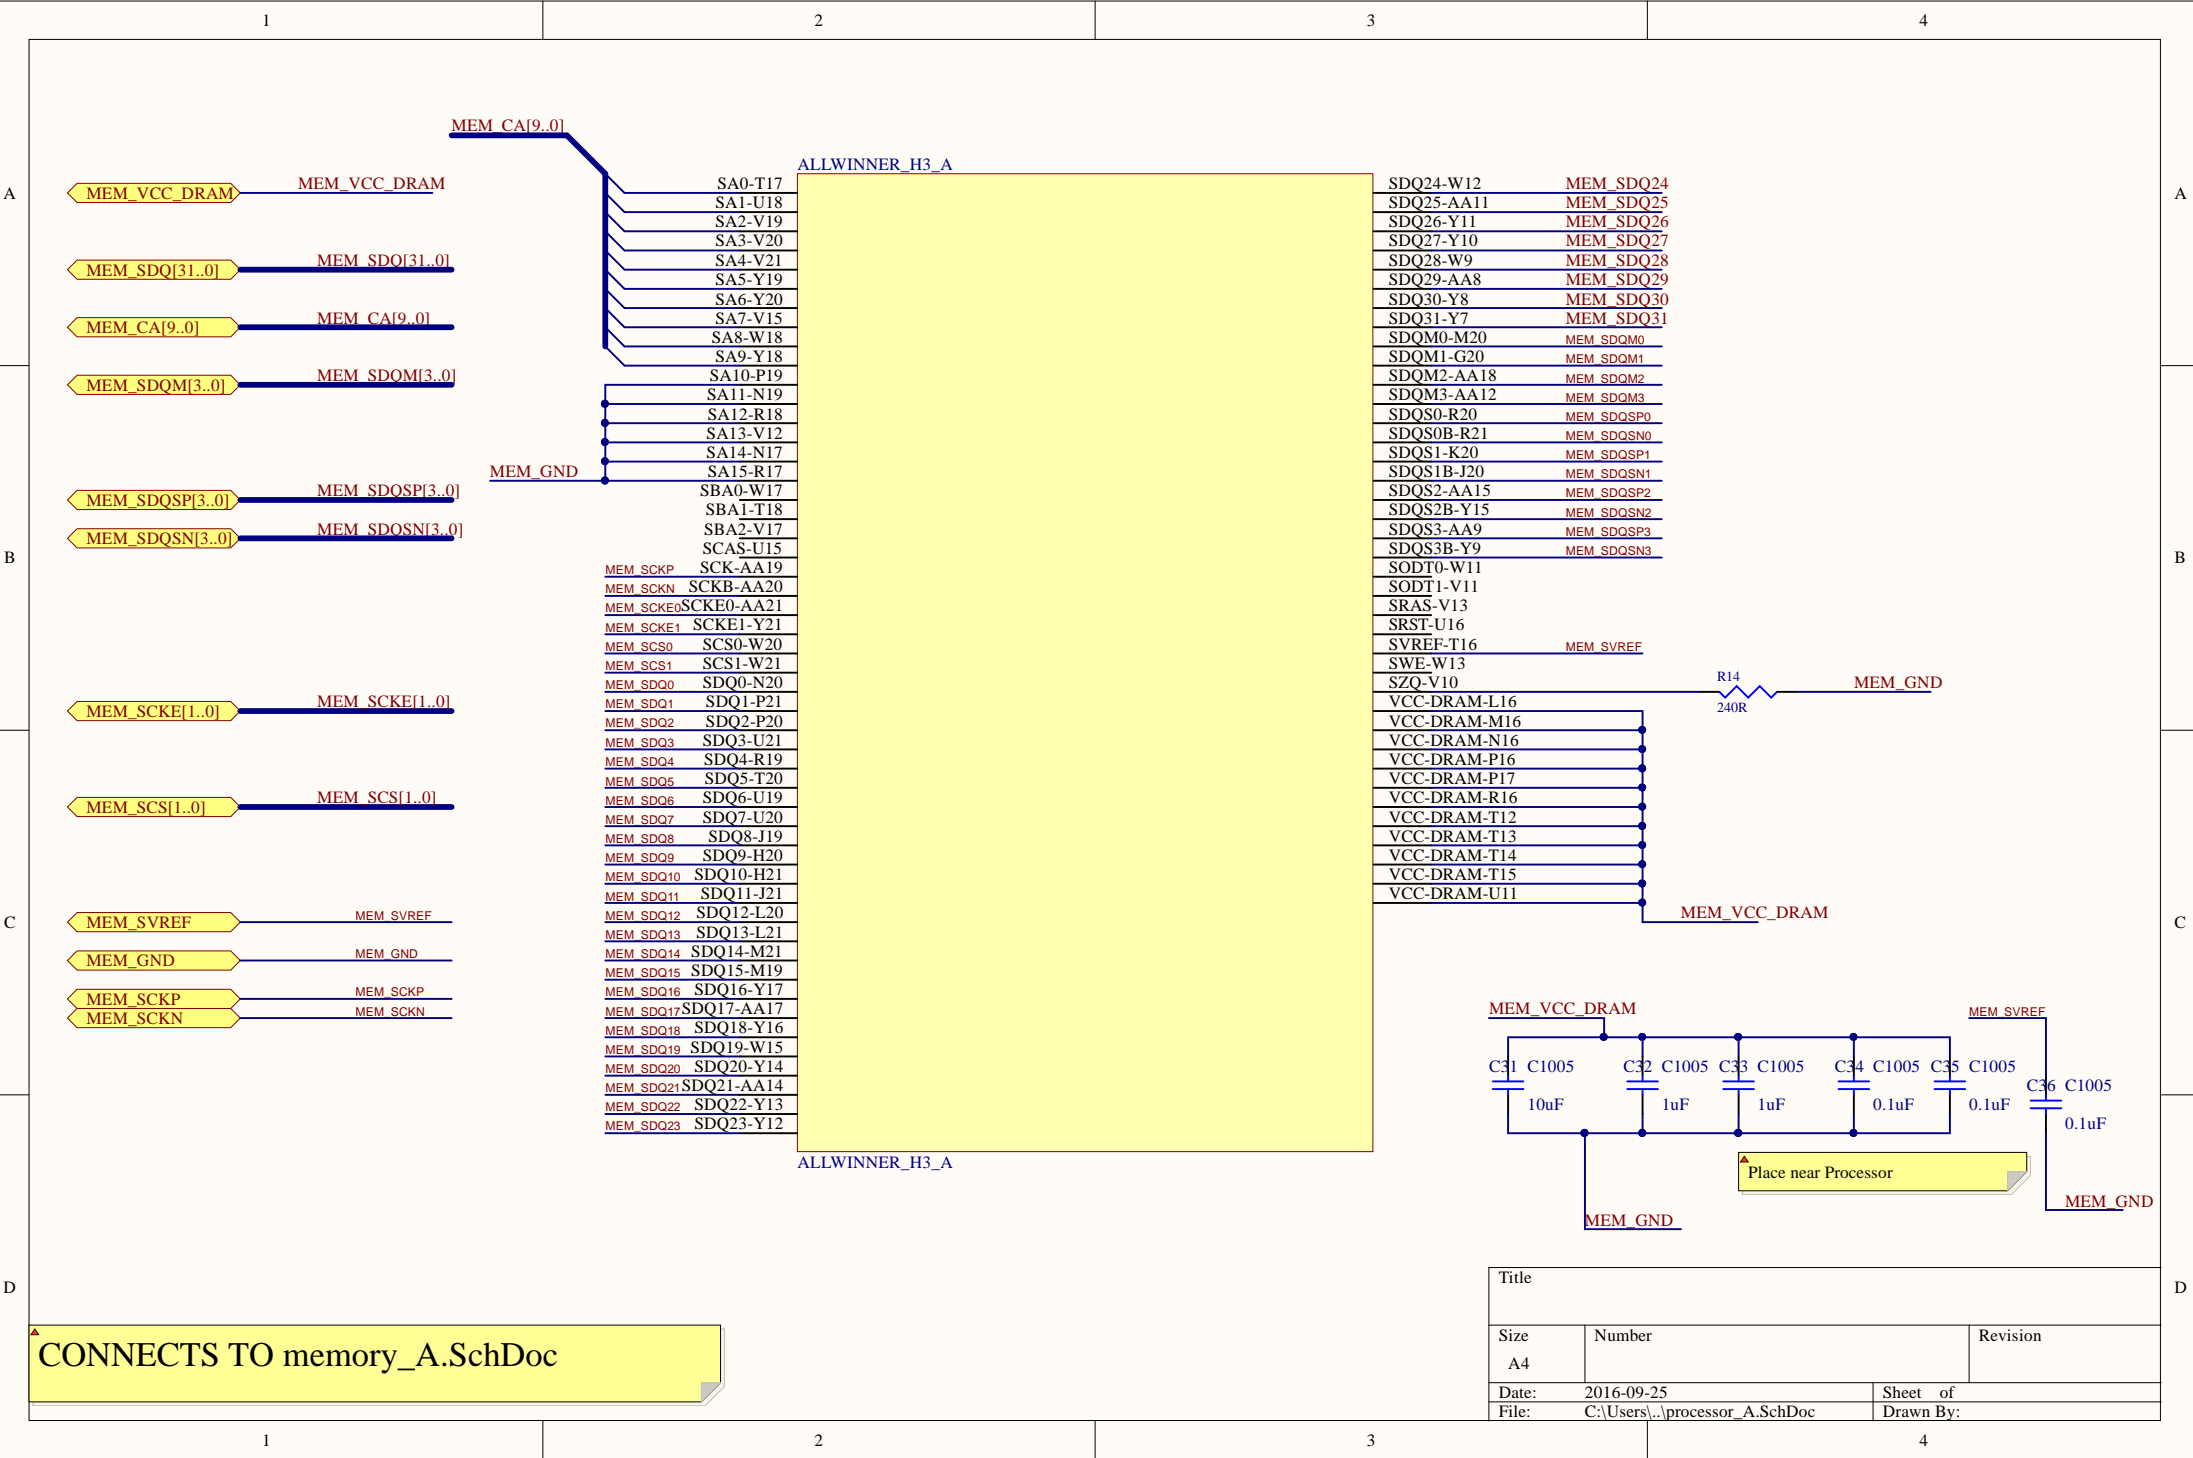 1
2
3
4
A
A
B
B
C
C
D
D
MEM_VCC_DRAM
MEM_VCC_DRAM
MEM_SDQ[31..0]
MEM_SDQ[31..0]
MEM_CA[9..0]
MEM_CA[9..0]
MEM_SDQM[3..0]
MEM_SDQM[3..0]
MEM_SDQSP[3..0]
MEM_SDQSP[3..0]
MEM_SDQSN[3..0]
MEM_SDQSN[3..0]
MEM_SCKE[1..0]
MEM_SCKE[1..0]
MEM_SCS[1..0]
MEM_SCS[1..0]
MEM_SVREF
MEM_SVREF
MEM_GND
MEM_GND
MEM_SCKP
MEM_SCKP
MEM_SCKN
MEM_SCKN
MEM_CA[9..0]
ALLWINNER_H3_A
SA0-T17
SA1-U18
SA2-V19
SA3-V20
SA4-V21
SA5-Y19
SA6-Y20
SA7-V15
SA8-W18
SA9-Y18
SA10-P19
SA11-N19
SA12-R18
SA13-V12
SA14-N17
MEM_GND SA15-R17
SBA0-W17
SBA1-T18
SBA2-V17
SCAS-U15
MEM_SCKP SCK-AA19
MEM_SCKN SCKB-AA20
MEM_SCKE0 SCKE0-AA21
MEM_SCKE1 SCKE1-Y21
MEM_SCS0 SCS0-W20
MEM_SCS1 SCS1-W21
MEM_SDQ0 SDQ0-N20
MEM_SDQ1 SDQ1-P21
MEM_SDQ2 SDQ2-P20
MEM_SDQ3 SDQ3-U21
MEM_SDQ4 SDQ4-R19
MEM_SDQ5 SDQ5-T20
MEM_SDQ6 SDQ6-U19
MEM_SDQ7 SDQ7-U20
MEM_SDQ8 SDQ8-J19
MEM_SDQ9 SDQ9-H20
MEM_SDQ10 SDQ10-H21
MEM_SDQ11 SDQ11-J21
MEM_SDQ12 SDQ12-L20
MEM_SDQ13 SDQ13-L21
MEM_SDQ14 SDQ14-M21
MEM_SDQ15 SDQ15-M19
MEM_SDQ16 SDQ16-Y17
MEM_SDQ17 SDQ17-AA17
MEM_SDQ18 SDQ18-Y16
MEM_SDQ19 SDQ19-W15
MEM_SDQ20 SDQ20-Y14
MEM_SDQ21 SDQ21-AA14
MEM_SDQ22 SDQ22-Y13
MEM_SDQ23 SDQ23-Y12
ALLWINNER_H3_A
SDQ24-W12 MEM_SDQ24
SDQ25-AA11 MEM_SDQ25
SDQ26-Y11 MEM_SDQ26
SDQ27-Y10 MEM_SDQ27
SDQ28-W9 MEM_SDQ28
SDQ29-AA8 MEM_SDQ29
SDQ30-Y8 MEM_SDQ30
SDQ31-Y7 MEM_SDQ31
SDQM0-M20 MEM_SDQM0
SDQM1-G20 MEM_SDQM1
SDQM2-AA18 MEM_SDQM2
SDQM3-AA12 MEM_SDQM3
SDQS0-R20 MEM_SDQSP0
SDQS0B-R21 MEM_SDQSN0
SDQS1-K20 MEM_SDQSP1
SDQS1B-J20 MEM_SDQSN1
SDQS2-AA15 MEM_SDQSP2
SDQS2B-Y15 MEM_SDQSN2
SDQS3-AA9 MEM_SDQSP3
SDQS3B-Y9 MEM_SDQSN3
SODT0-W11
SODT1-V11
SRAS-V13
SRST-U16
SVREF-T16 MEM_SVREF
SWE-W13
SZQ-V10
R14
240R
MEM_GND
VCC-DRAM-L16
VCC-DRAM-M16
VCC-DRAM-N16
VCC-DRAM-P16
VCC-DRAM-P17
VCC-DRAM-R16
VCC-DRAM-T12
VCC-DRAM-T13
VCC-DRAM-T14
VCC-DRAM-T15
VCC-DRAM-U11
MEM_VCC_DRAM
MEM_VCC_DRAM
MEM_SVREF
C31 C1005
10uF
C32 C1005
1uF
C33 C1005
1uF
C34 C1005
0.1uF
C35 C1005
0.1uF
C36 C1005
0.1uF
Place near Processor
MEM_GND
MEM_GND
CONNECTS TO memory_A.SchDoc
Title
Size
A4
Number
Revision
Date: 2016-09-25
Sheet of
File: C:\Users\..\processor_A.SchDoc
Drawn By:
1
2
3
4